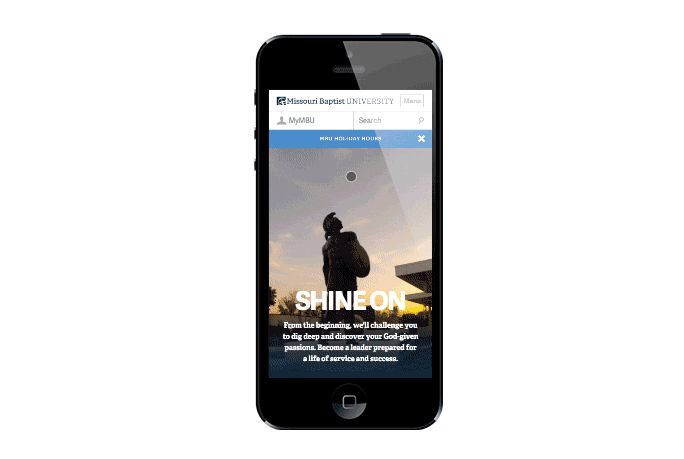 Missouri Baptist UNIVERSITY Menu
MyMBU Search
MBU HOLIDAY HOURS
SHINE ON
From the beginning, we'll challenge you
to dig deep and discover your God-given
passions. Become a leader prepared for
a life of service and success.